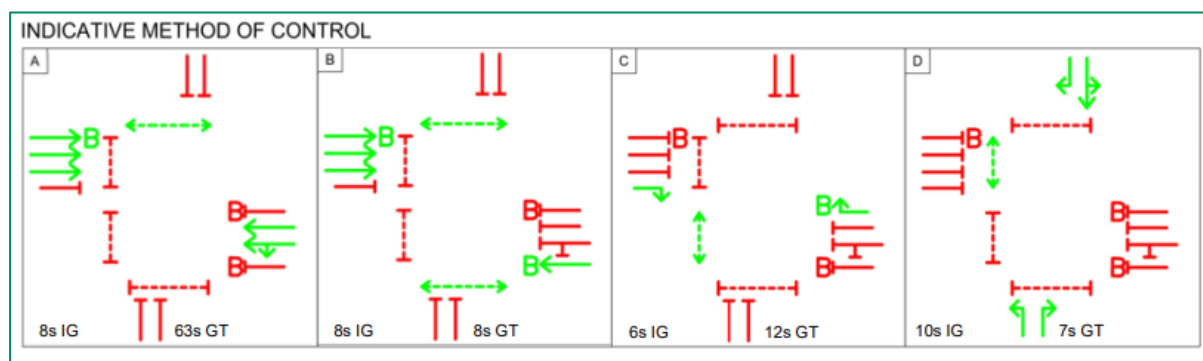 INDICATIVE METHOD OF CONTROL
A
B
B
B
8s IG 63s GT
B
B
B
B
8s IG 8s GT
C
B
B
B
6s IG 12s GT
D
B
B
B
10s IG 7s GT